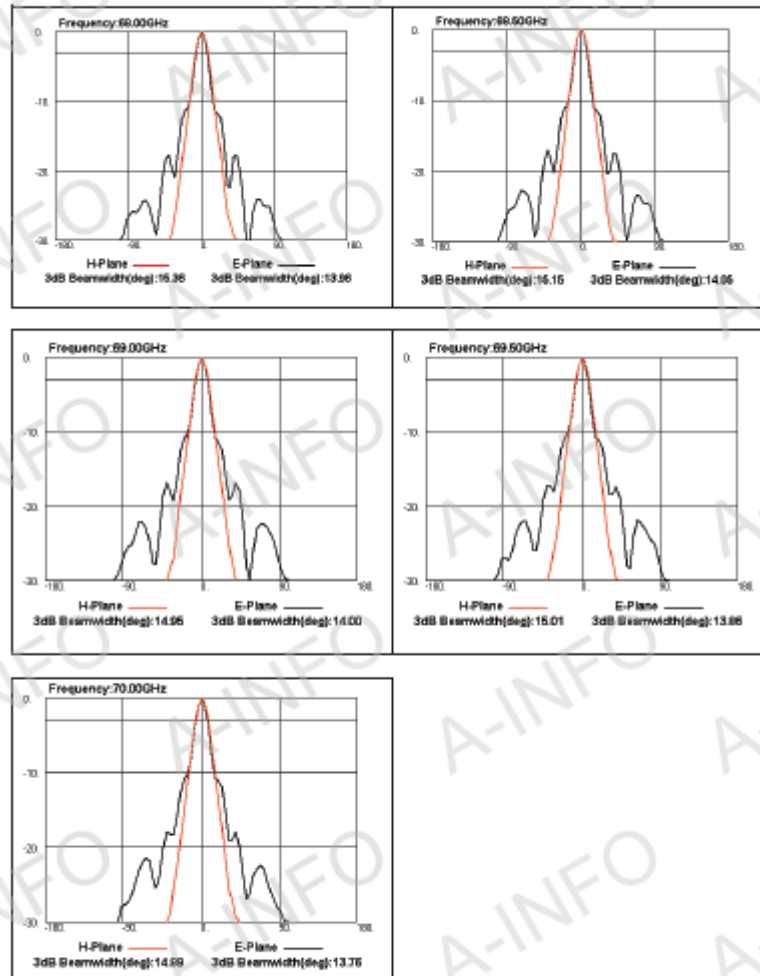 Frequency:68.00GHz
0.
-10.
-20.
-30.
-180. -90. 0. 90. 180.
H-Plane E-Plane
3dB Beamwidth(deg):15.36 3dB Beamwidth(deg):13.96
Frequency:68.50GHz
0.
-10.
-20.
-30.
-180. -90. 0. 90. 180.
H-Plane E-Plane
3dB Beamwidth(deg):15.15 3dB Beamwidth(deg):14.05
Frequency:69.00GHz
0.
-10.
-20.
-30.
-180. -90. 0. 90. 180.
H-Plane E-Plane
3dB Beamwidth(deg):14.95 3dB Beamwidth(deg):14.00
Frequency:69.50GHz
0.
-10.
-20.
-30.
-180. -90. 0. 90. 180.
H-Plane E-Plane
3dB Beamwidth(deg):15.01 3dB Beamwidth(deg):13.86
Frequency:70.00GHz
0.
-10.
-20.
-30.
-180. -90. 0. 90. 180.
H-Plane E-Plane
3dB Beamwidth(deg):14.89 3dB Beamwidth(deg):13.76
A-INFO